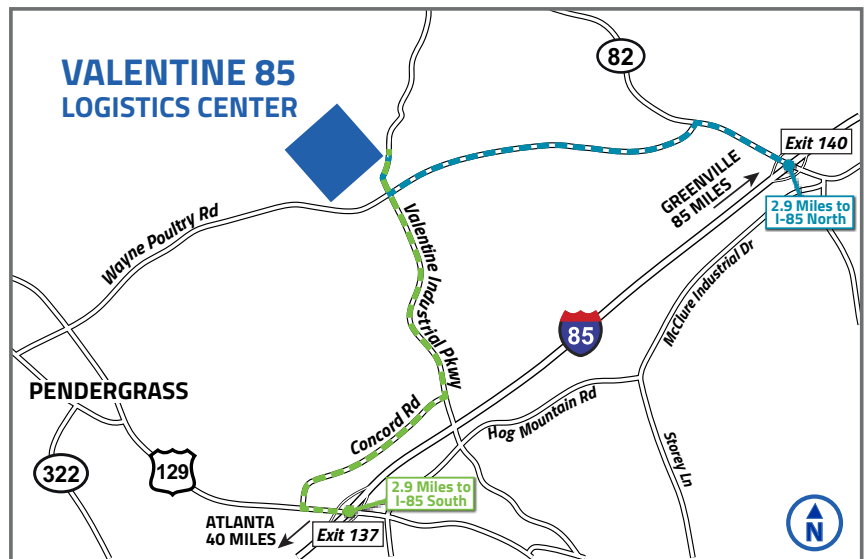 VALENTINE 85
LOGISTICS CENTER
82
Exit 140
GREENVILLE
85 MILES
2.9 Miles to
I-85 North
Wayne Poultry Rd
Valentine Industrial Pkwy
McClure Industrial Dr
85
PENDERGRASS
Concord Rd
Hog Mountain Rd
Storey Ln
322
129
2.9 Miles to
I-85 South
ATLANTA
40 MILES
Exit 137
N